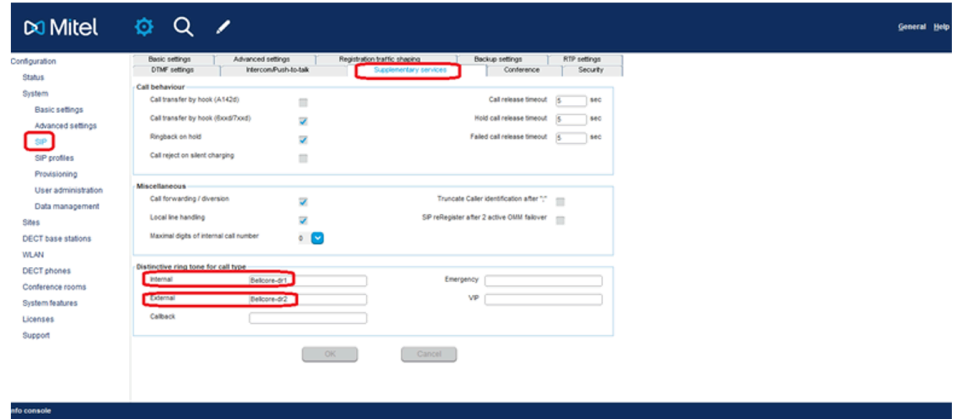 Mitel
General Help
Configuration
Status
System
Basic settings
Advanced settings
SIP
SIP profiles
Provisioning
User administration
Data management
Sites
DECT base stations
WLAN
DECT phones
Conference rooms
System features
Licenses
Support
Basic settings Advanced settings Registration traffic shaping Backup settings RTP settings
DTMF settings Intercom/Push-to-talk Supplementary services Conference Security
Call behaviour
Call transfer by hook (A142d) Call release timeout 5 sec
Call transfer by hook (6xxd/7xxd) Hold call release timeout 5 sec
Ringback on hold Failed call release timeout 5 sec
Call reject on silent charging
Miscellaneous
Call forwarding / diversion Truncate Caller identification after ";"
Local line handling SIP reRegister after 2 active OMM failover
Maximal digits of internal call number 6
Distinctive ring tone for call type
Internal Bellcore-dr1 Emergency
External Bellcore-dr2 VIP
Callback
OK Cancel
nfo console